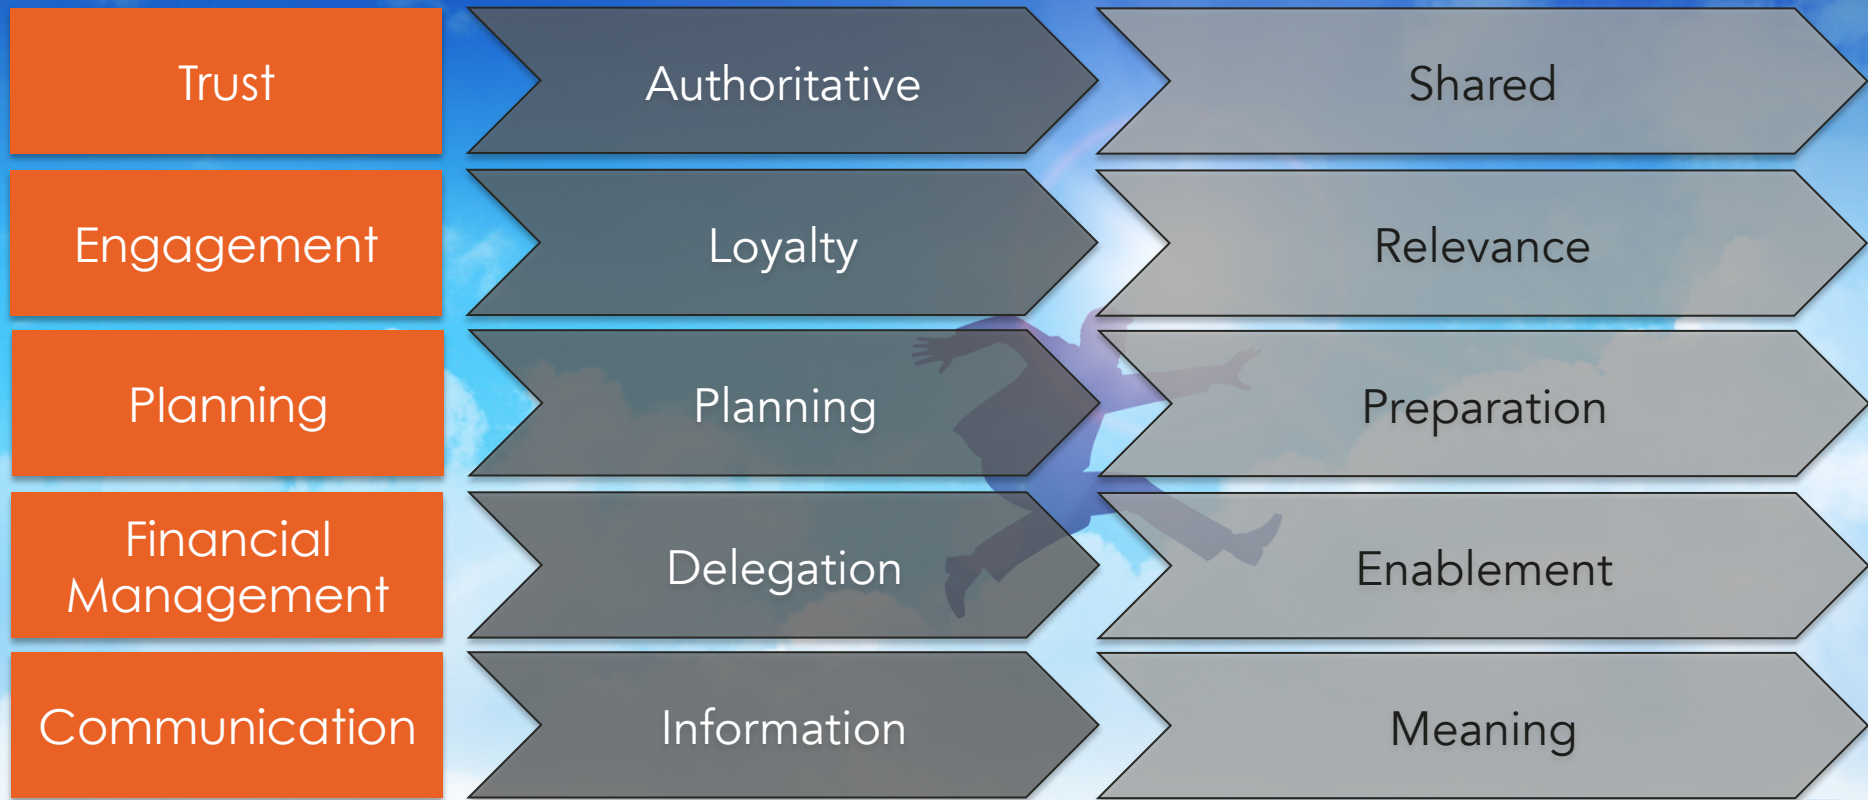 Trust
Authoritative
Shared
Engagement
Loyalty
Relevance
Planning
Planning
Preparation
Financial
Management
Delegation
Enablement
Communication
Information
Meaning